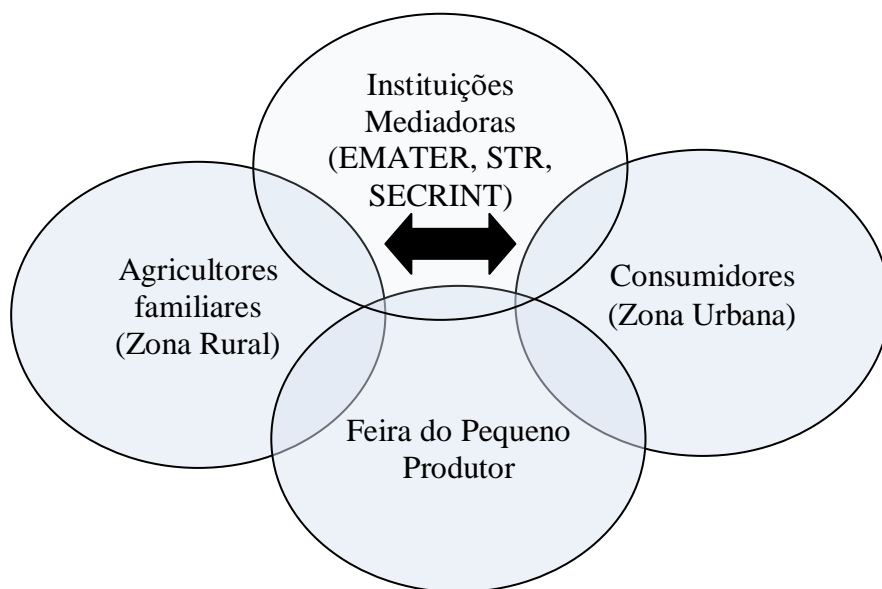 Instituições
Mediadoras
(EMATER, STR,
SECRINT)
Agricultores
familiares
(Zona Rural)
Consumidores
(Zona Urbana)
Feira do Pequeno
Produtor